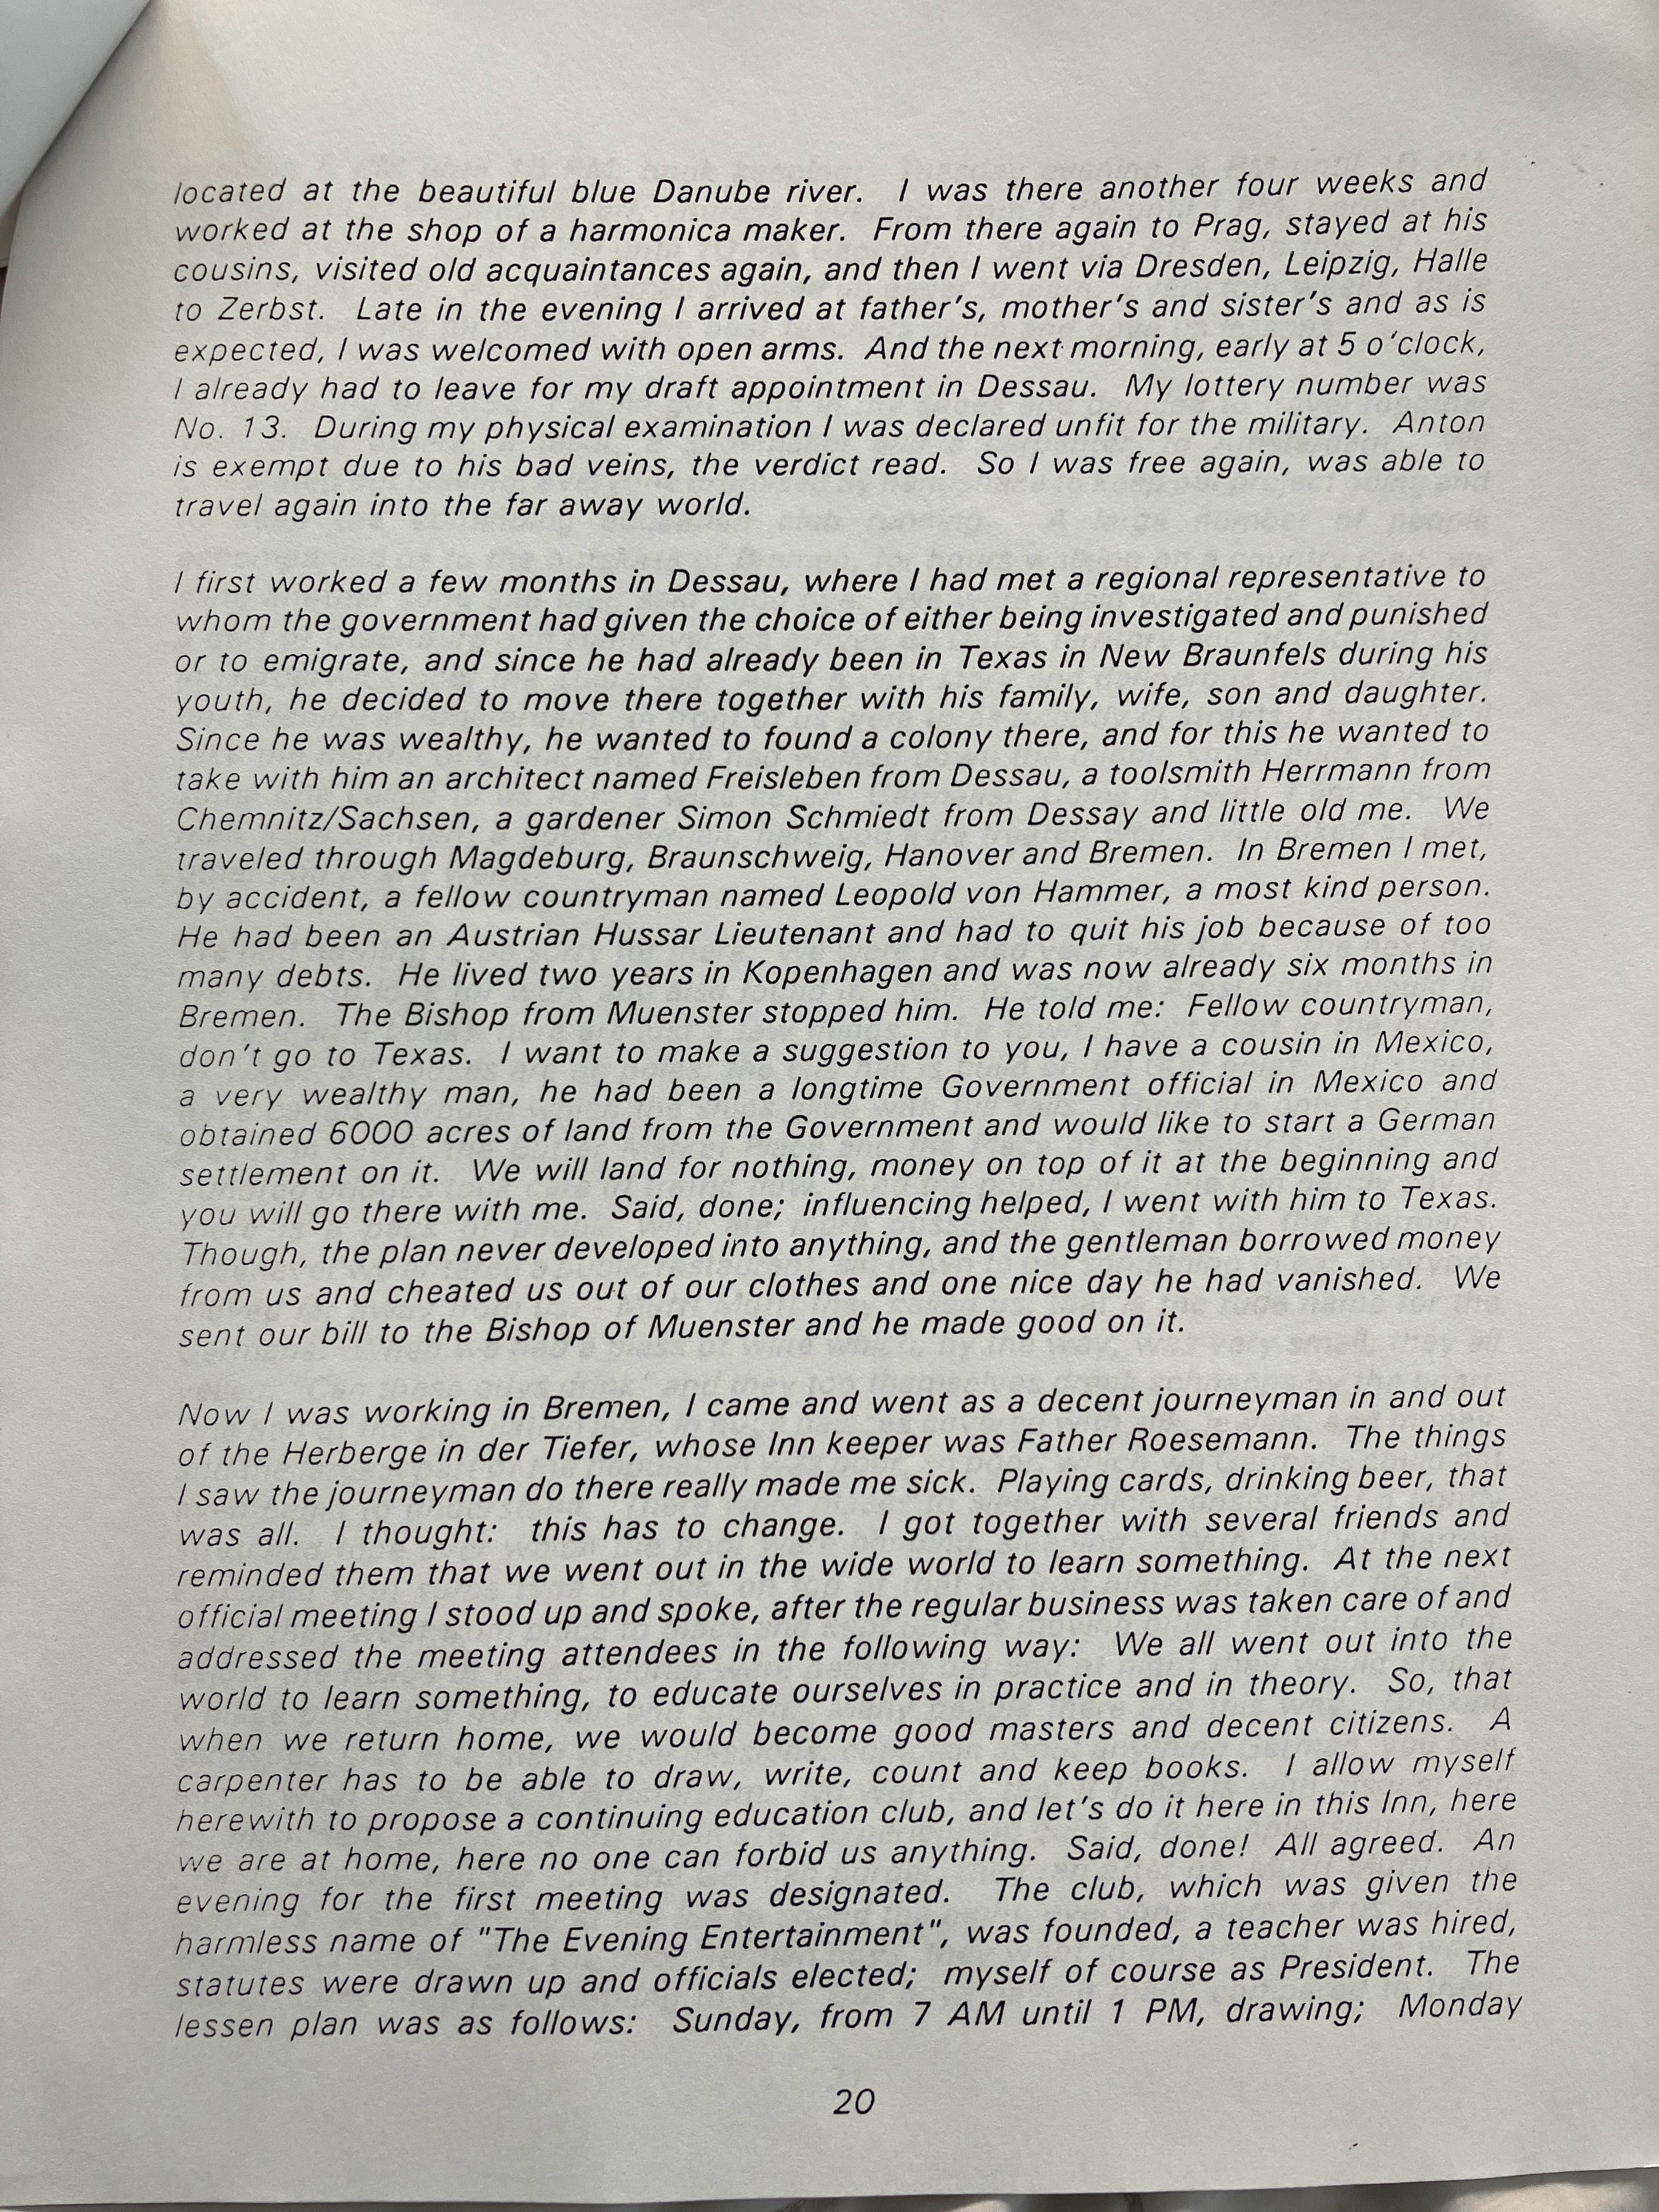 located at the beautiful blue Danube river. I was there another four weeks and
worked at the shop of a harmonica maker. From there again to Prag, stayed at his
cousins, visited old acquaintances again, and then I went via Dresden, Leipzig, Halle
to Zerbst. Late in the evening I arrived at father's, mother's and sister's and as is
expected, I was welcomed with open arms. And the next morning, early at 5 o'clock,
I already had to leave for my draft appointment in Dessau. My lottery number was
No. 13. During my physical examination I was declared unfit for the military. Anton
is exempt due to his bad veins, the verdict read. So I was free again, was able to
travel again into the far away world.
I first worked a few months in Dessau, where I had met a regional representative to
whom the government had given the choice of either being investigated and punished
or to emigrate, and since he had already been in Texas in New Braunfels during his
youth, he decided to move there together with his family, wife, son and daughter.
Since he was wealthy, he wanted to found a colony there, and for this he wanted to
take with him an architect named Freisleben from Dessau, a toolsmith Herrmann from
Chemnitz/Sachsen, a gardener Simon Schmiedt from Dessay and little old me. We
traveled through Magdeburg, Braunschweig, Hanover and Bremen. In Bremen I met,
by accident, a fellow countryman named Leopold von Hammer, a most kind person.
He had been an Austrian Hussar Lieutenant and had to quit his job because of too
many debts. He lived two years in Kopenhagen and was now already six months in
Bremen. The Bishop from Muenster stopped him. He told me: Fellow countryman,
don't go to Texas. I want to make a suggestion to you, I have a cousin in Mexico,
a very wealthy man, he had been a longtime Government official in Mexico and
obtained 6000 acres of land from the Government and would like to start a German
settlement on it. We will land for nothing, money on top of it at the beginning and
you will go there with me. Said, done; influencing helped, I went with him to Texas.
Though, the plan never developed into anything, and the gentleman borrowed money
from us and cheated us out of our clothes and one nice day he had vanished. We
sent our bill to the Bishop of Muenster and he made good on it.
Now I was working in Bremen, I came and went as a decent journeyman in and out
of the Herberge in der Tiefer, whose Inn keeper was Father Roesemann. The things
I saw the journeyman do there really made me sick. Playing cards, drinking beer, that
was all. I thought: this has to change. I got together with several friends and
reminded them that we went out in the wide world to learn something. At the next
official meeting I stood up and spoke, after the regular business was taken care of and
addressed the meeting attendees in the following way: We all went out into the
world to learn something, to educate ourselves in practice and in theory. So, that
when we return home, we would become good masters and decent citizens. A
carpenter has to be able to draw, write, count and keep books. I allow myself
herewith to propose a continuing education club, and let's do it here in this Inn, here
we are at home, here no one can forbid us anything. Said, done! All agreed. An
evening for the first meeting was designated. The club, which was given the
harmless name of "The Evening Entertainment", was founded, a teacher was hired,
statutes were drawn up and officials elected; myself of course as President. The
lessen plan was as follows: Sunday, from 7 AM until 1 PM, drawing; Monday
20